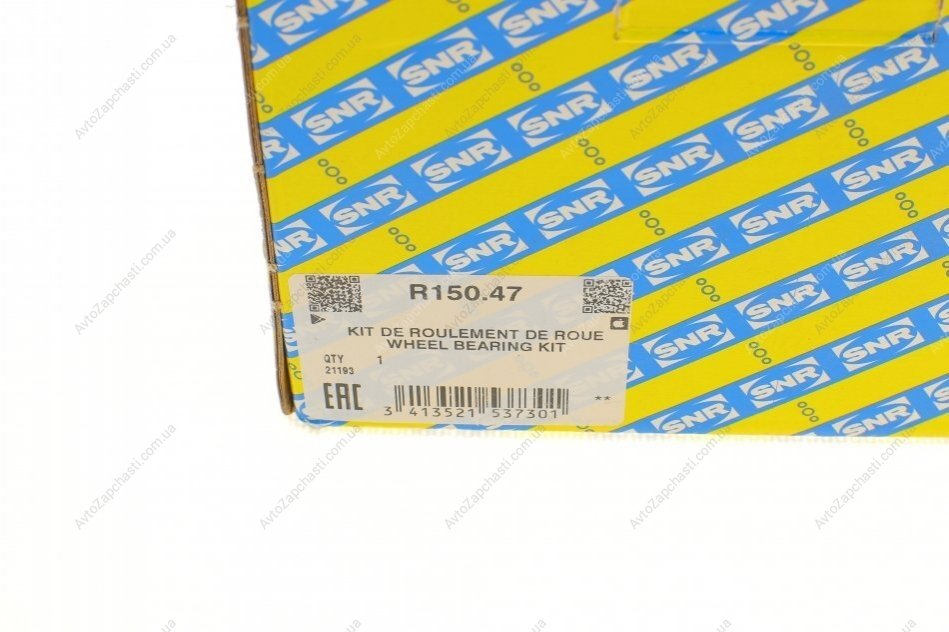 R150.47
KIT DE ROULEMENT DE ROUE
WHEEL BEARING KIT
QTY 1
21193
EAC
**
3 413521 537301
SNR
AvtoZapchasti.com.ua